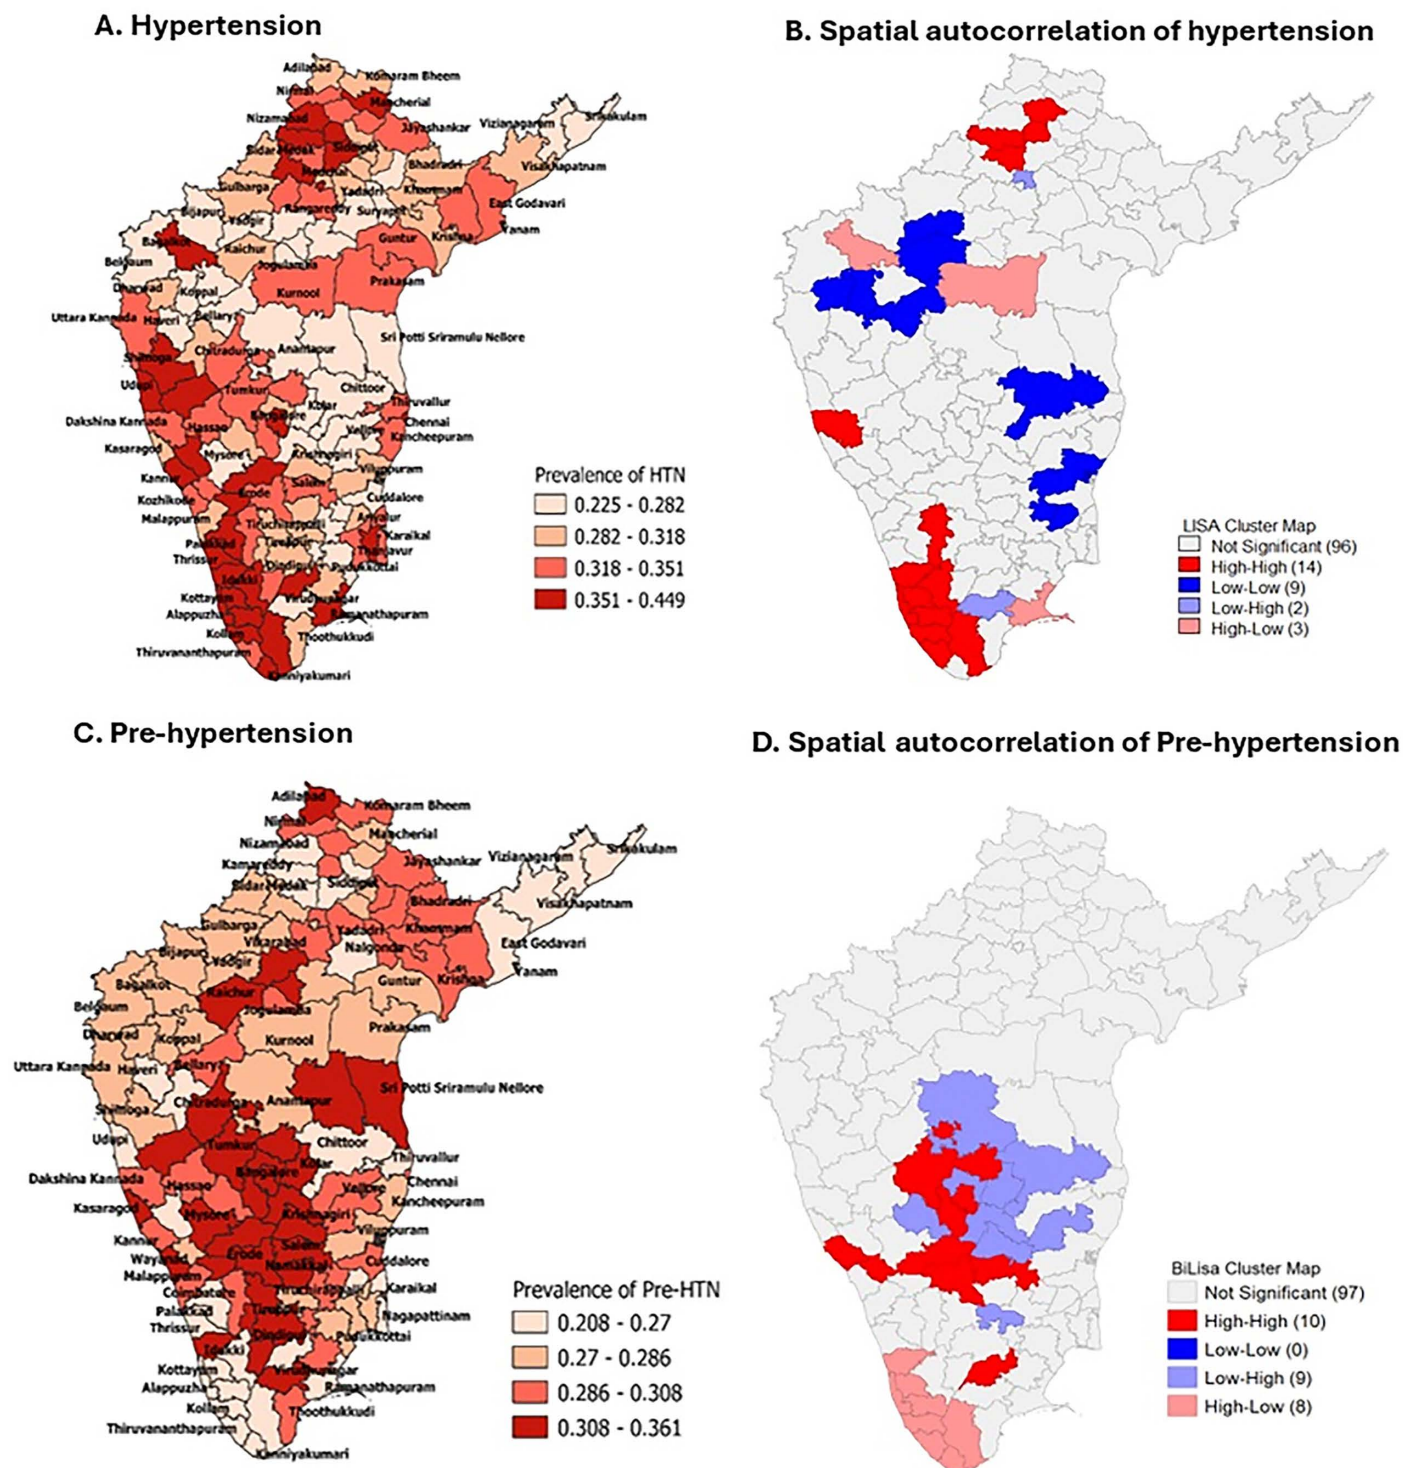 A. Hypertension
B. Spatial autocorrelation of hypertension
Adilabad
Komaram Bheem
Nirmal
Mancherial
Nizamabad
Jayashankar
Vizianagaram
Srikakulam
Sidar Medak
Siddipet
Medchal
Bhadradri
Visakhapatnam
Gulbarga
Yadadri
Khammam
Bijapur
Yadgir
Rangareddy
Suryapet
East Godavari
Yanam
Bagalkot
Raichur
Guntur
Krishna
Belgaum
Jogulamba
Dharwad
Koppal
Kurnool
Prakasam
Uttara Kannada
Haveri
Bellary
Sri Potti Sriramulu Nellore
Shimoga
Chitradurga
Anantapur
Udupi
Tumkur
Chittoor
Kolar
Thiruvallur
Dakshina Kannada
Hassan
Bangalore
Chennai
Vellore
Kancheepuram
Kasaragod
Mysore
Krishnagiri
Kannur
Viluppuram
Kozhikode
Erode
Salem
Cuddalore
Malappuram
Tiruchirappalli
Ariyalur
Karaikal
Palakkad
Tiruppur
Thanjavur
Thrissur
Dindigul
Pudukkottai
Idukki
Kottayam
Virudhunagar
Alappuzha
Ramanathapuram
Kollam
Thoothukkudi
Thiruvananthapuram
Kanniyakumari
Prevalence of HTN
0.225 - 0.282
0.282 - 0.318
0.318 - 0.351
0.351 - 0.449
LISA Cluster Map
Not Significant (96)
High-High (14)
Low-Low (9)
Low-High (2)
High-Low (3)
C. Pre-hypertension
D. Spatial autocorrelation of Pre-hypertension
Adilabad
Komaram Bheem
Nirmal
Mancherial
Nizamabad
Kamareddy
Jayashankar
Vizianagaram
Srikakulam
Sidar Medak
Siddipet
Bhadradri
Visakhapatnam
Gulbarga
Vikarabad
Yadadri
Khammam
Bijapur
Yadgir
Nalgonda
East Godavari
Yanam
Bagalkot
Raichur
Guntur
Krishna
Belgaum
Jogulamba
Dharwad
Koppal
Kurnool
Prakasam
Uttara Kannada
Haveri
Bellary
Sri Potti Sriramulu Nellore
Shimoga
Chitradurga
Anantapur
Udupi
Tumkur
Chittoor
Kolar
Thiruvallur
Dakshina Kannada
Hassan
Bangalore
Vellore
Chennai
Kancheepuram
Kasaragod
Mysore
Krishnagiri
Kannur
Viluppuram
Wayanad
Erode
Salem
Cuddalore
Malappuram
Namakkal
Coimbatore
Tiruchirappalli
Karaikal
Palakkad
Tiruppur
Nagapattinam
Thrissur
Dindigul
Pudukkottai
Idukki
Kottayam
Virudhunagar
Alappuzha
Ramanathapuram
Kollam
Thoothukkudi
Thiruvananthapuram
Kanniyakumari
Prevalence of Pre-HTN
0.208 - 0.27
0.27 - 0.286
0.286 - 0.308
0.308 - 0.361
BiLisa Cluster Map
Not Significant (97)
High-High (10)
Low-Low (0)
Low-High (9)
High-Low (8)